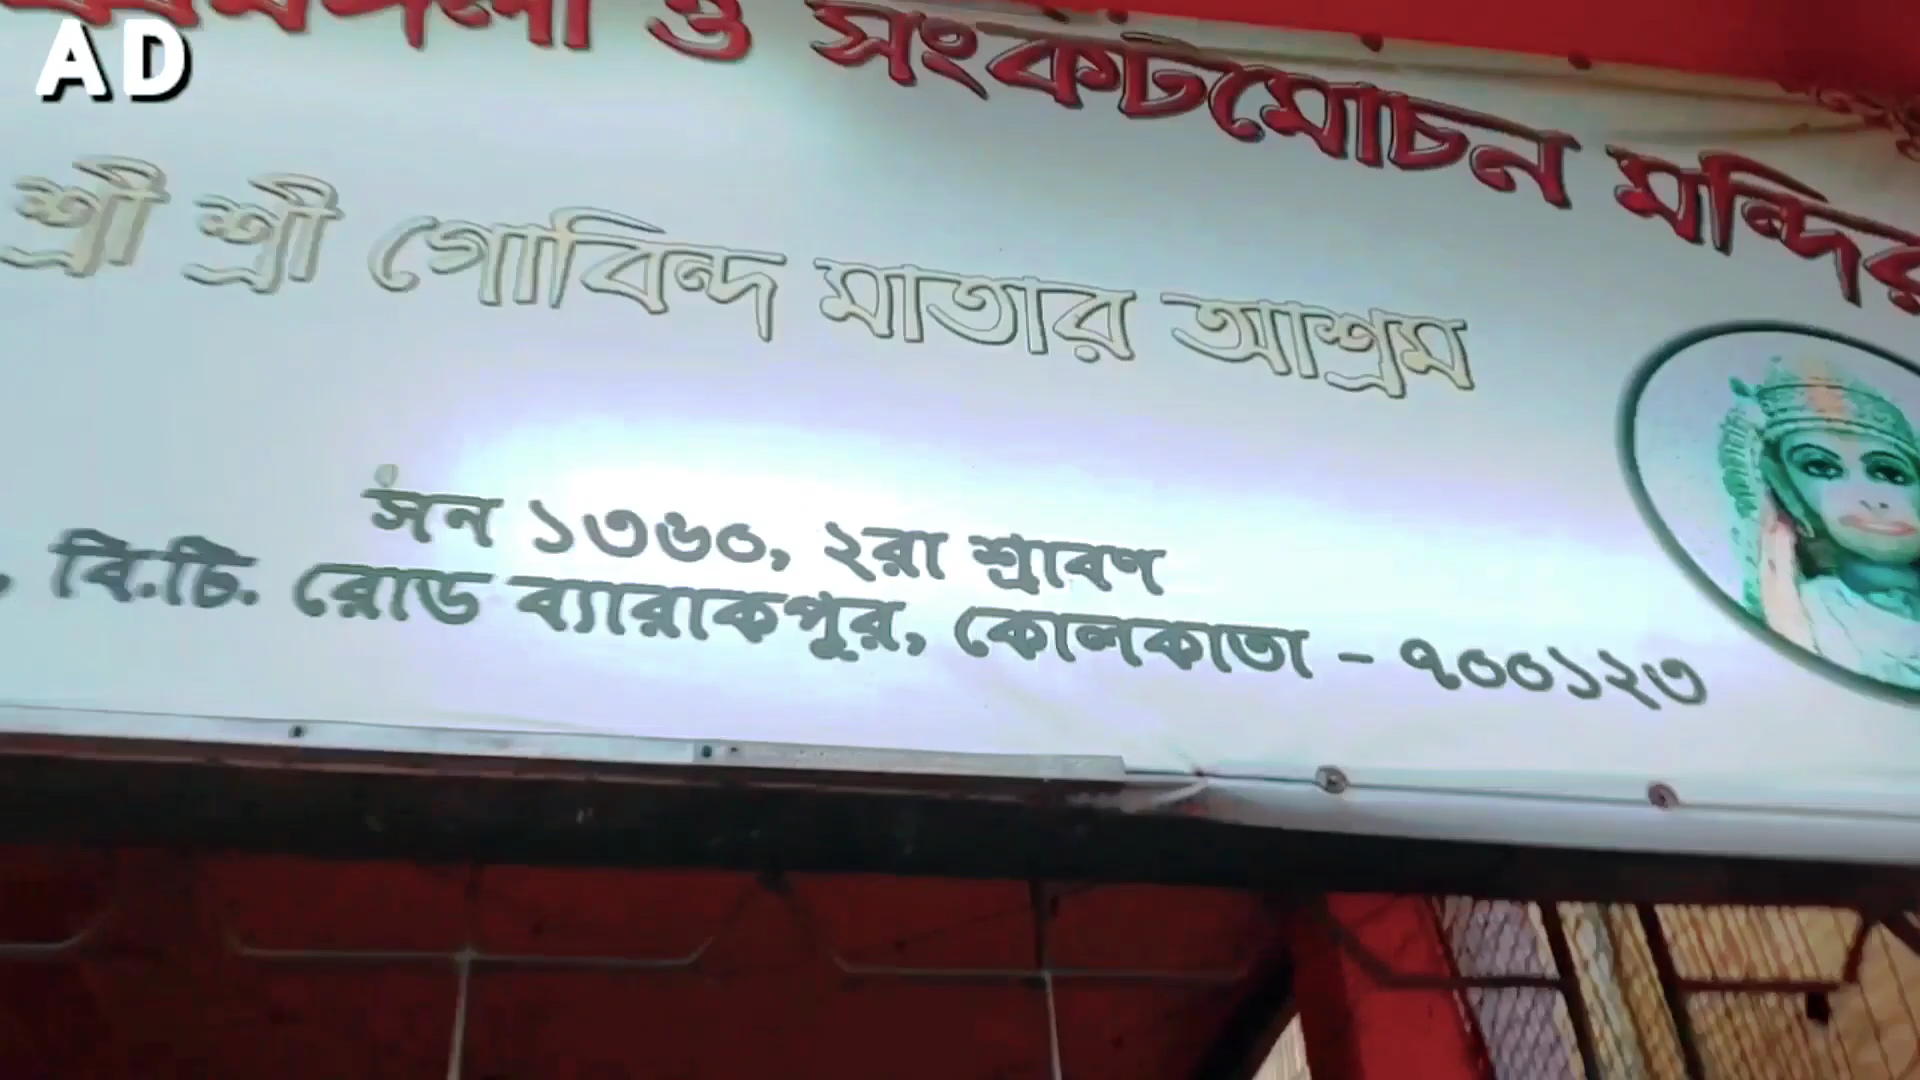 AD
ও সংকটমোচন মন্দির
শ্রী শ্রী গোবিন্দ মাতার আশ্রম
সন ১৩৬০, ২রা শ্রাবণ
বি.টি. রোড ব্যারাকপুর, কোলকাতা - ৭০০১২৩